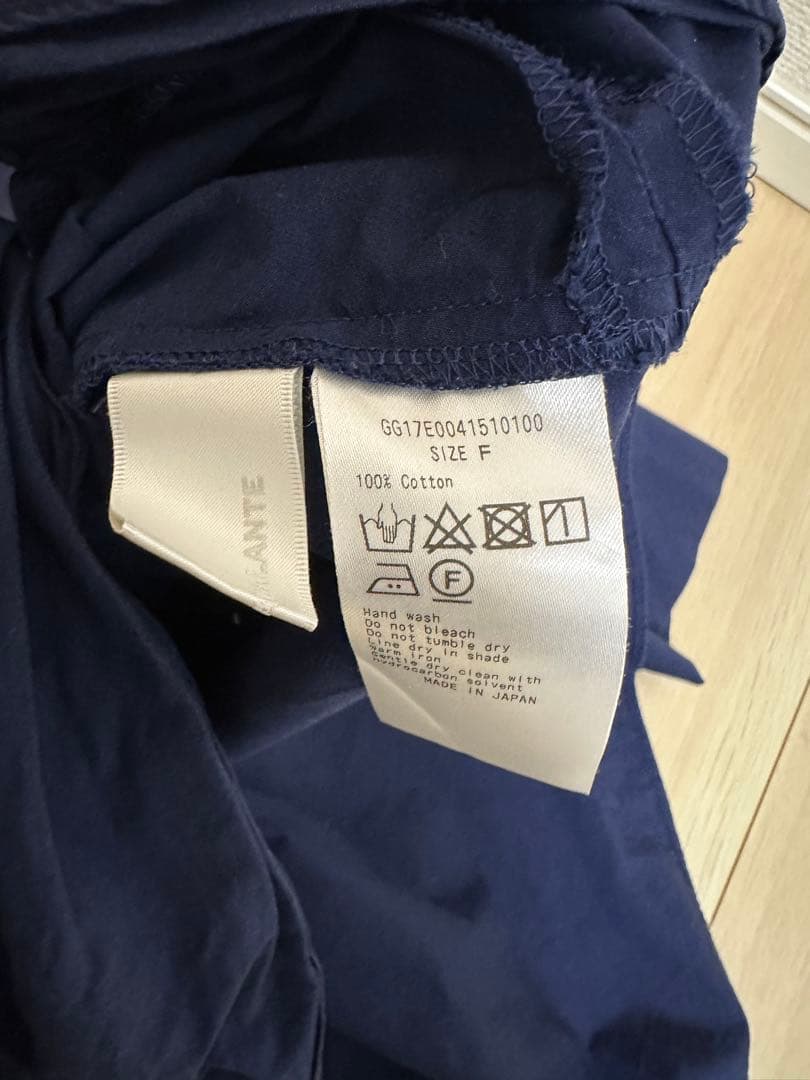 GG17E0041510100
SIZE F
100% Cotton
F
Hand wash
Do not bleach
Do not tumble dry
Line dry in shade
Warm iron
Gentle dry clean with
hydrocarbon solvent
MADE IN JAPAN